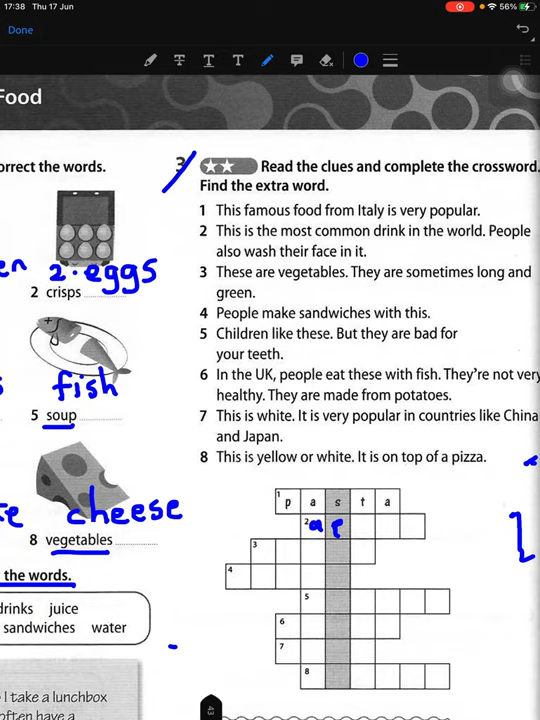 17:38 Thu 17 Jun
56%
Done
Food
orrect the words.
2. eggs
2 crisps
fish
5 soup
cheese
8 vegetables
the words.
drinks juice
sandwiches water
I take a lunchbox
often have a
3 Read the clues and complete the crossword.
Find the extra word.
1 This famous food from Italy is very popular.
2 This is the most common drink in the world. People
also wash their face in it.
3 These are vegetables. They are sometimes long and
green.
4 People make sandwiches with this.
5 Children like these. But they are bad for
your teeth.
6 In the UK, people eat these with fish. They're not very
healthy. They are made from potatoes.
7 This is white. It is very popular in countries like China
and Japan.
8 This is yellow or white. It is on top of a pizza.
1 p a s t a
2
3
4
5
6
7
8
43